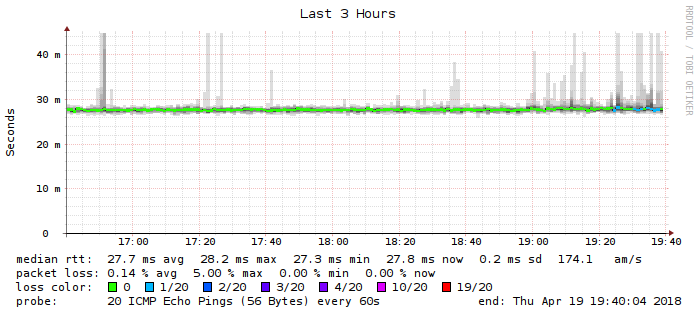 Last 3 Hours
RRDTOOL / TOBI OETIKER
Seconds
40 m
30 m
20 m
10 m
0
17:00 17:20 17:40 18:00 18:20 18:40 19:00 19:20 19:40
median rtt: 27.7 ms avg 28.2 ms max 27.3 ms min 27.8 ms now 0.2 ms sd 174.1 am/s
packet loss: 0.14 % avg 5.00 % max 0.00 % min 0.00 % now
loss color: 0 1/20 2/20 3/20 4/20 10/20 19/20
probe: 20 ICMP Echo Pings (56 Bytes) every 60s end: Thu Apr 19 19:40:04 2018